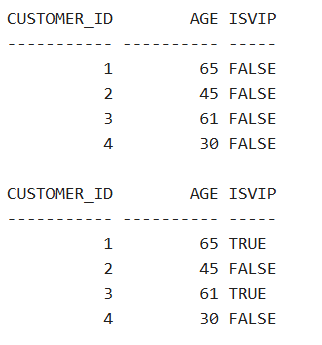 CUSTOMER_ID        AGE ISVIP
----------- ---------- -----
          1         65 FALSE
          2         45 FALSE
          3         61 FALSE
          4         30 FALSE

CUSTOMER_ID        AGE ISVIP
----------- ---------- -----
          1         65 TRUE
          2         45 FALSE
          3         61 TRUE
          4         30 FALSE